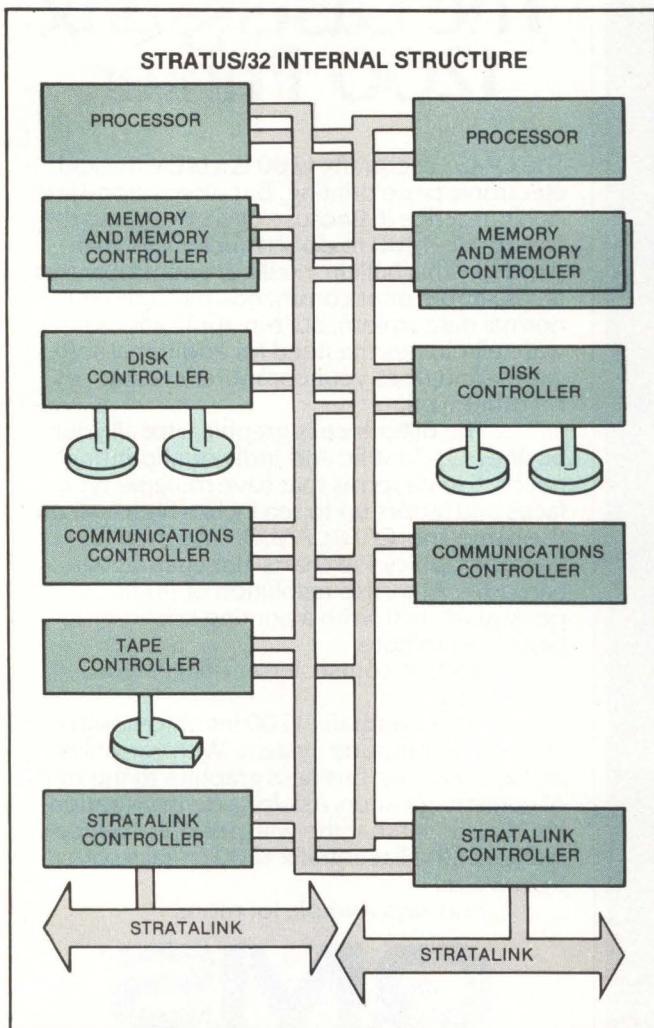 STRATUS/32 INTERNAL STRUCTURE
PROCESSOR
PROCESSOR
MEMORY
AND MEMORY
CONTROLLER
MEMORY
AND MEMORY
CONTROLLER
DISK
CONTROLLER
DISK
CONTROLLER
COMMUNICATIONS
CONTROLLER
COMMUNICATIONS
CONTROLLER
TAPE
CONTROLLER
STRATALINK
CONTROLLER
STRATALINK
CONTROLLER
STRATALINK
STRATALINK